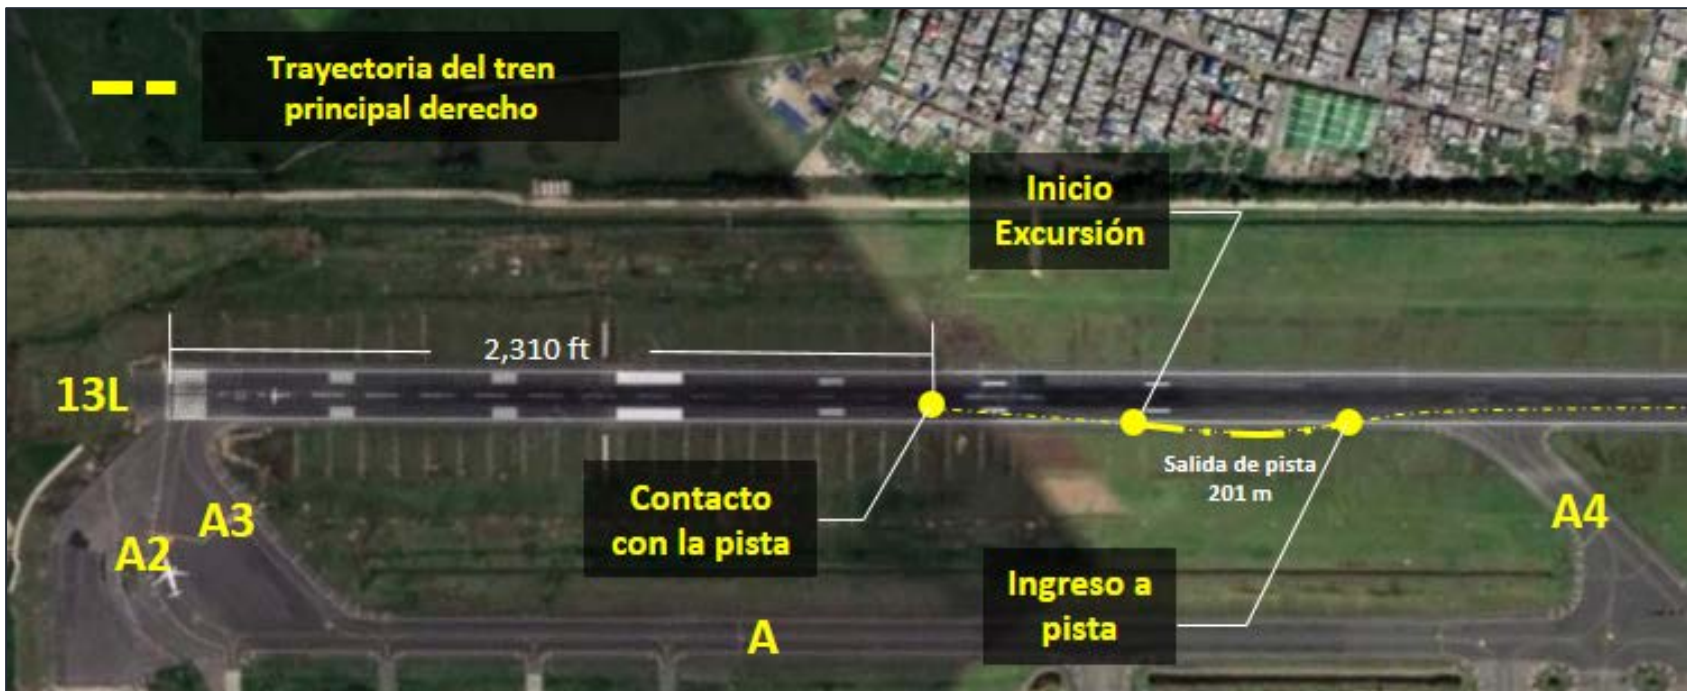 Trayectoria del tren
principal derecho
Inicio
Excursión
2,310 ft
13L
Salida de pista
201 m
Contacto
con la pista
A3
A4
A2
Ingreso a
pista
A